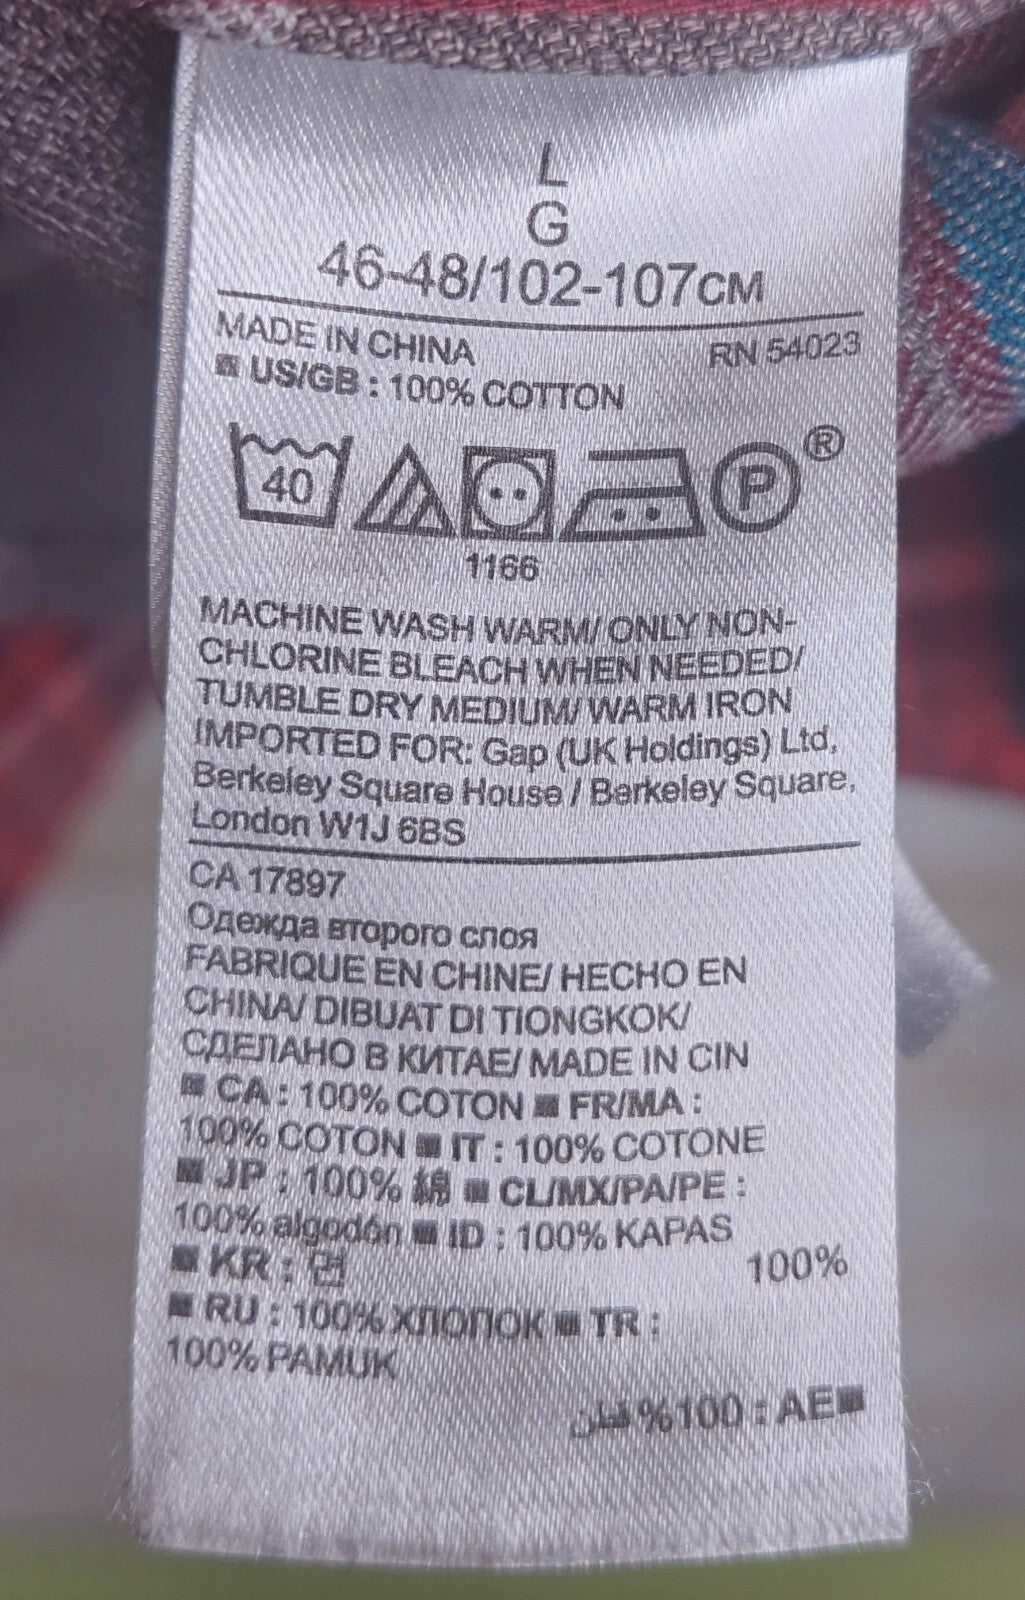 L
G
46-48/102-107CM
MADE IN CHINA
RN 54023
US/GB : 100% COTTON
40
P
®
1166
MACHINE WASH WARM/ ONLY NON-
CHLORINE BLEACH WHEN NEEDED/
TUMBLE DRY MEDIUM/ WARM IRON
IMPORTED FOR: Gap (UK Holdings) Ltd,
Berkeley Square House / Berkeley Square,
London W1J 6BS
CA 17897
Одежда второго слоя
FABRIQUE EN CHINE/ HECHO EN
CHINA/ DIBUAT DI TIONGKOK/
СДЕЛАНО В КИТАЕ/ MADE IN CIN
CA : 100% COTON ■ FR/MA :
100% COTON ■ IT : 100% COTONE
■ JP : 100% 綿 ■ CL/MX/PA/PE :
100% algodón ■ ID : 100% KAPAS
■ KR : 면 100%
■ RU : 100% ХЛОПОК ■ TR :
100% PAMUK
■AE : 100% قطن